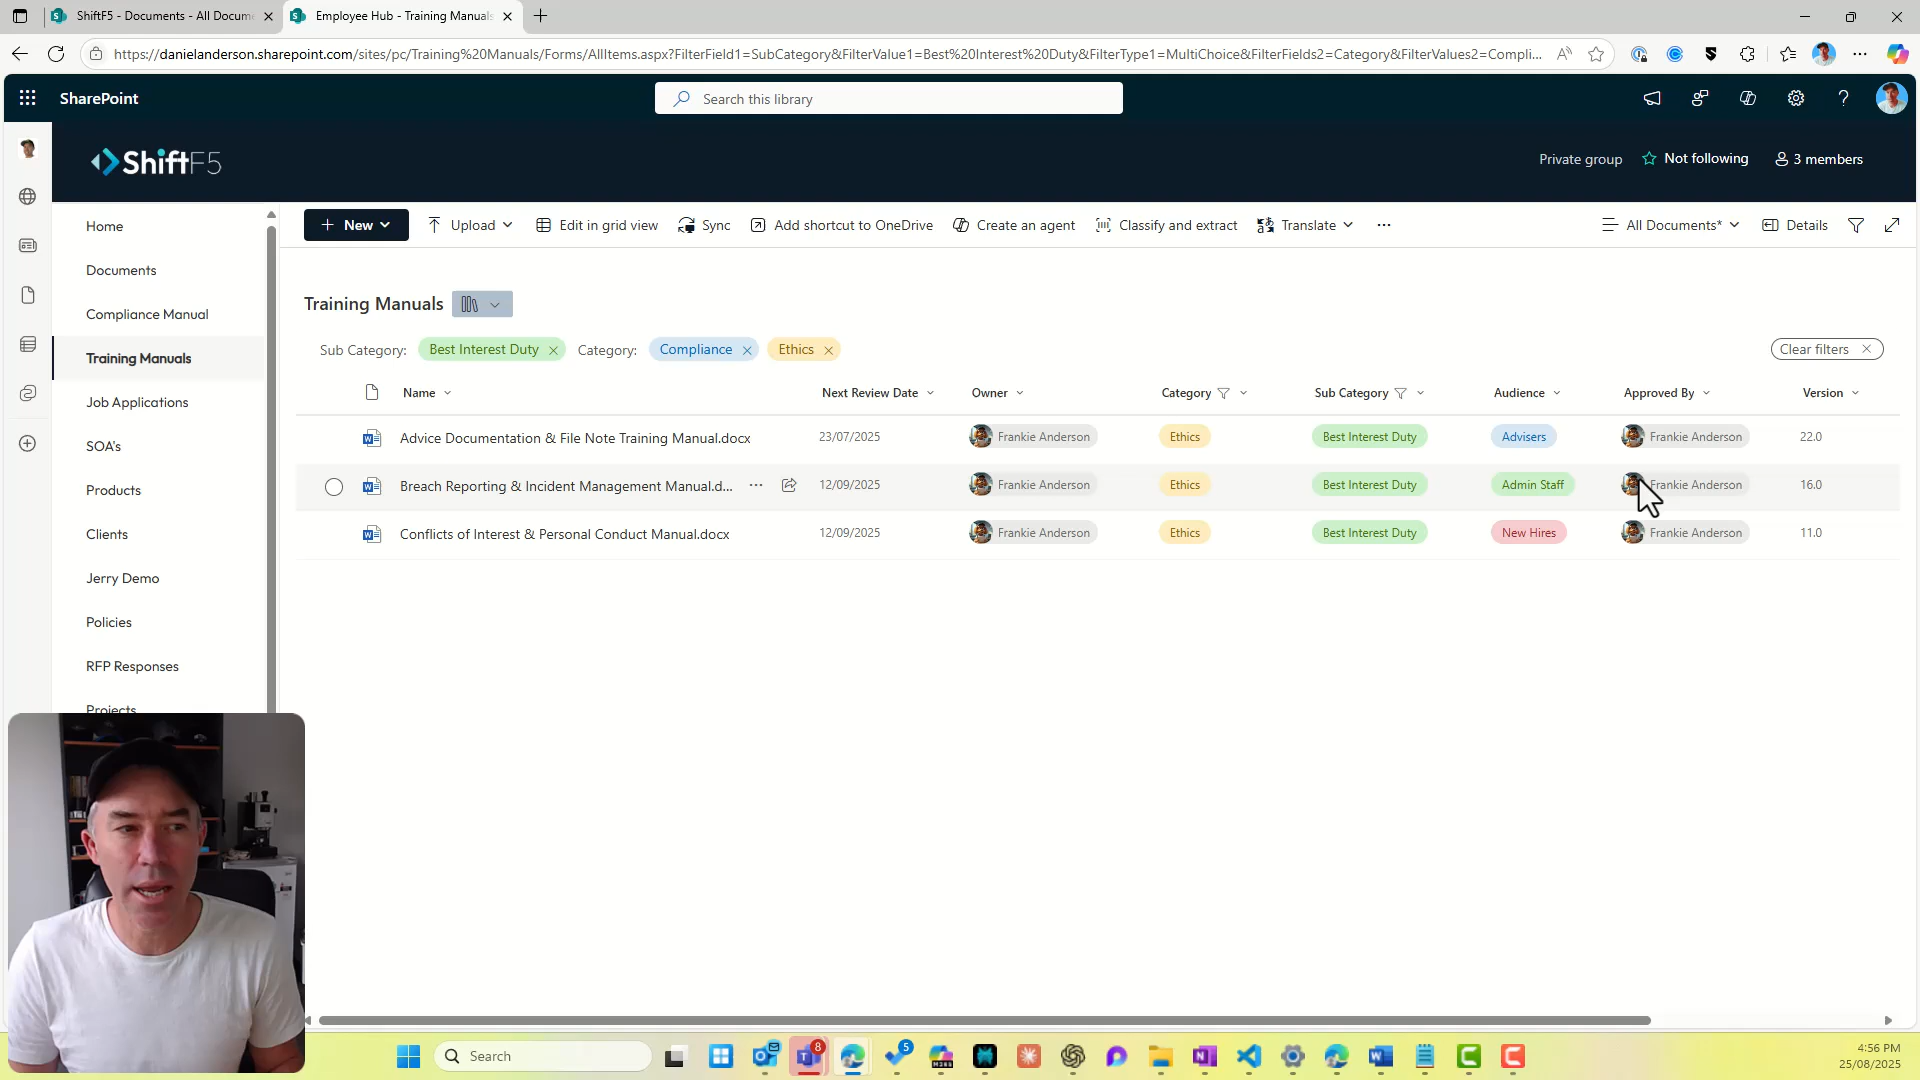 ShiftF5 - Documents - All Docum
Employee Hub - Training Manuals
https://danielanderson.sharepoint.com/sites/pc/Training%20Manuals/Forms/AllItems.aspx?FilterField1=SubCategory&FilterValue1=Best%20Interest%20Duty&FilterType1=MultiChoice&FilterFields2=Category&FilterValues2=Compli...
SharePoint
Search this library
ShiftF5
Private group
Not following
3 members
Home
Documents
Compliance Manual
Training Manuals
Job Applications
SOA's
Products
Clients
Jerry Demo
Policies
RFP Responses
Projects
+ New
Upload
Edit in grid view
Sync
Add shortcut to OneDrive
Create an agent
Classify and extract
Translate
...
All Documents*
Details
Training Manuals
Sub Category: Best Interest Duty Category: Compliance Ethics
Clear filters
Name Next Review Date Owner Category Sub Category Audience Approved By Version
Advice Documentation & File Note Training Manual.docx 23/07/2025 Frankie Anderson Ethics Best Interest Duty Advisers Frankie Anderson 22.0
Breach Reporting & Incident Management Manual.d... 12/09/2025 Frankie Anderson Ethics Best Interest Duty Admin Staff Frankie Anderson 16.0
Conflicts of Interest & Personal Conduct Manual.docx 12/09/2025 Frankie Anderson Ethics Best Interest Duty New Hires Frankie Anderson 11.0
Search
8
5
4:56 PM
25/08/2025